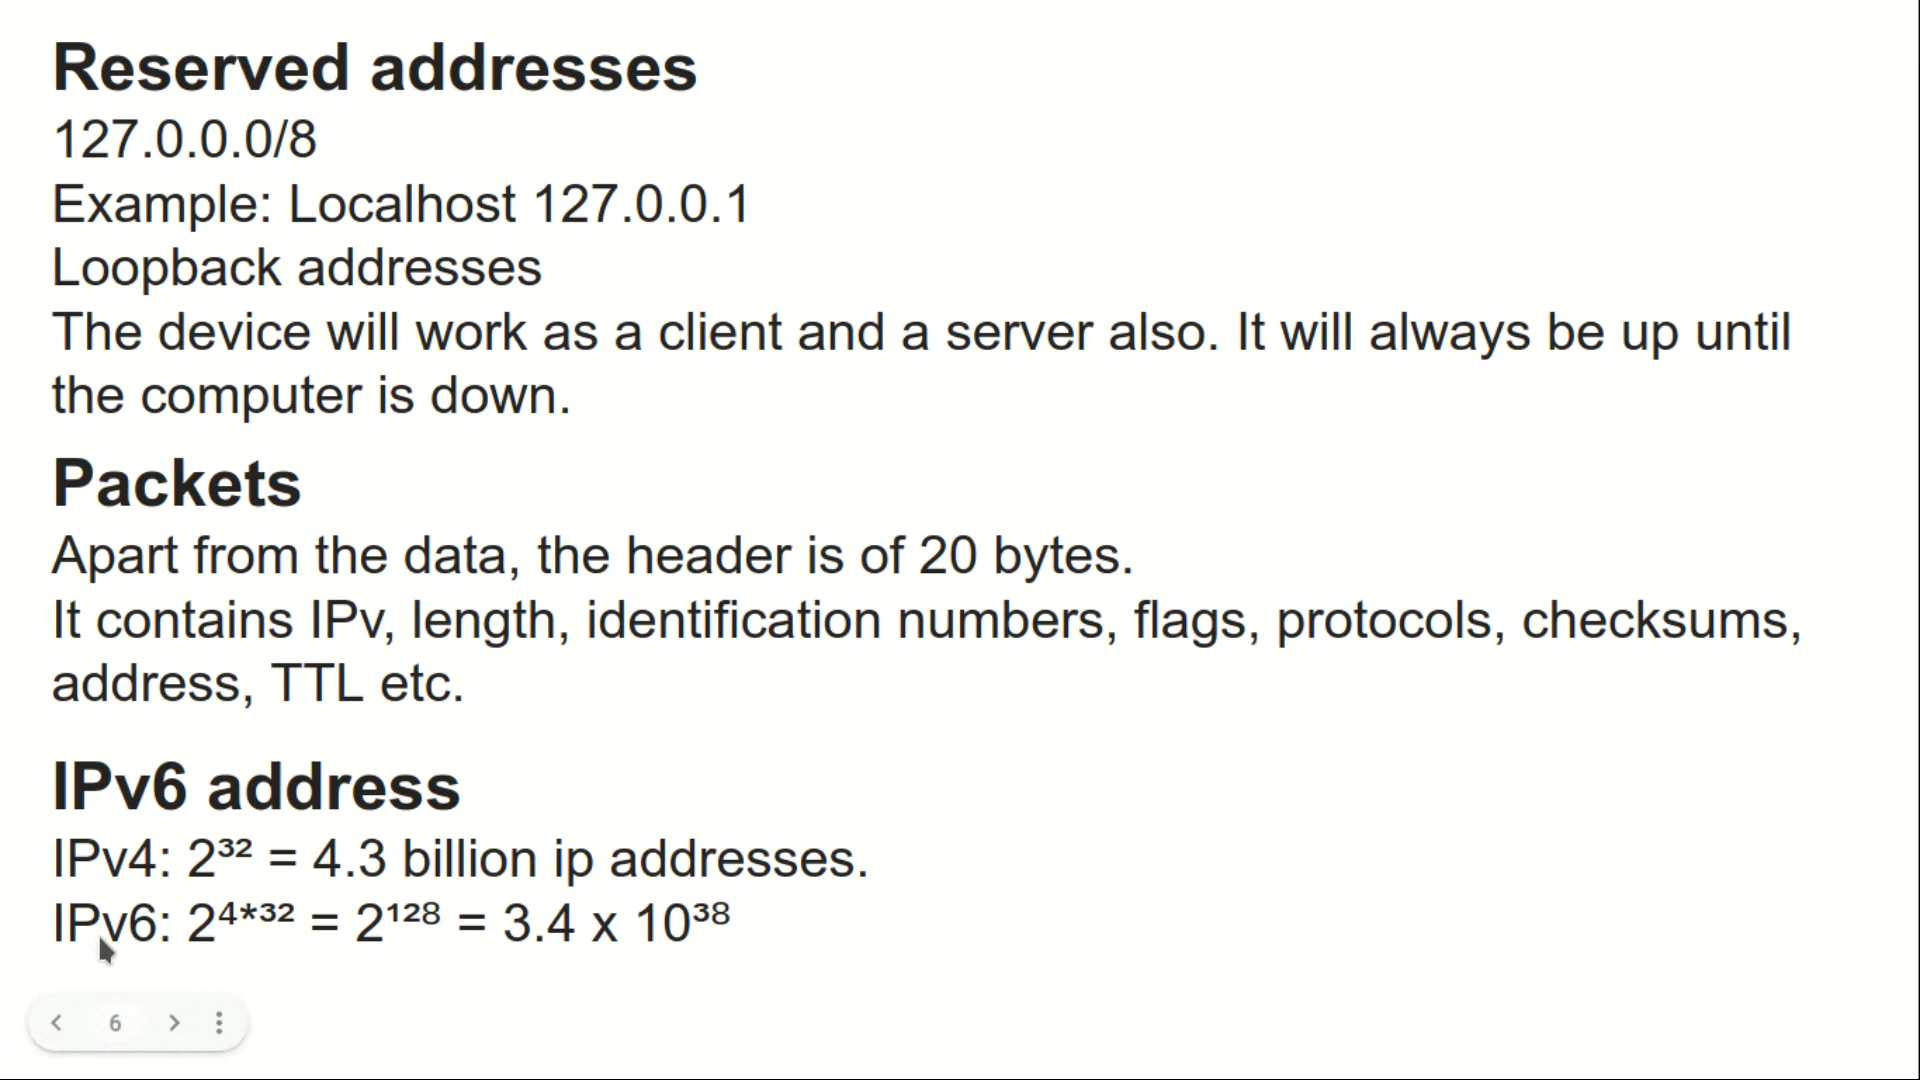 Reserved addresses
127.0.0.0/8
Example: Localhost 127.0.0.1
Loopback addresses
The device will work as a client and a server also. It will always be up until
the computer is down.
Packets
Apart from the data, the header is of 20 bytes.
It contains IPv, length, identification numbers, flags, protocols, checksums,
address, TTL etc.
IPv6 address
IPv4: 2³² = 4.3 billion ip addresses.
IPv6: 2⁴*³² = 2¹²⁸ = 3.4 x 10³⁸
6